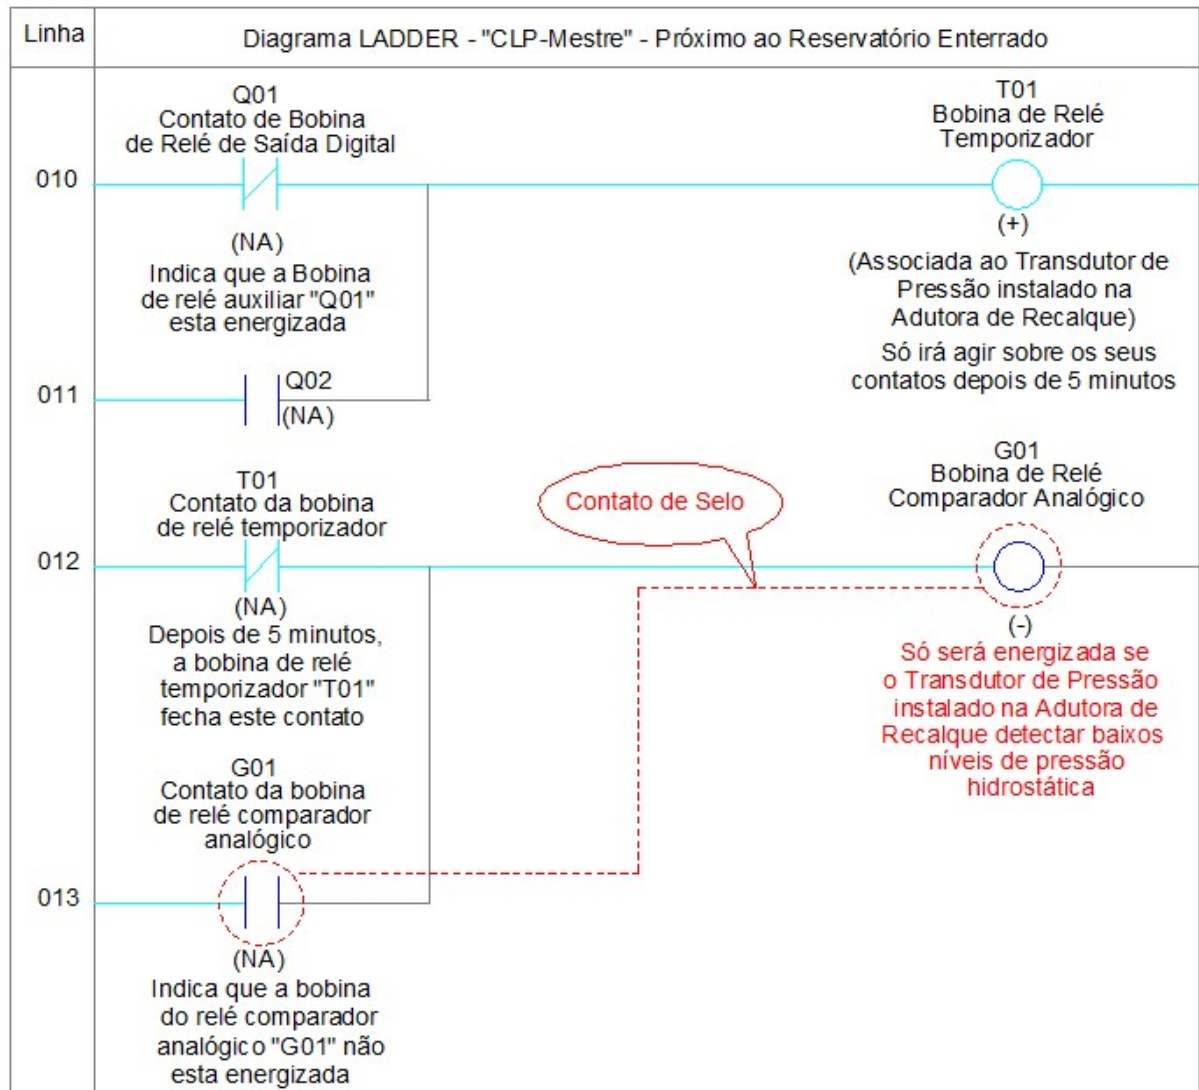 Linha
Diagrama LADDER - "CLP-Mestre" - Próximo ao Reservatório Enterrado
010
Q01
Contato de Bobina
de Relé de Saída Digital
(NA)
Indica que a Bobina
de relé auxiliar "Q01"
esta energizada
T01
Bobina de Relé
Temporizador
(+)
(Associada ao Transdutor de
Pressão instalado na
Adutora de Recalque)
Só irá agir sobre os seus
contatos depois de 5 minutos
011
Q02
(NA)
012
T01
Contato da bobina
de relé temporizador
(NA)
Depois de 5 minutos,
a bobina de relé
temporizador "T01"
fecha este contato
Contato de Selo
G01
Bobina de Relé
Comparador Analógico
(-)
Só será energizada se
o Transdutor de Pressão
instalado na Adutora de
Recalque detectar baixos
níveis de pressão
hidrostática
013
G01
Contato da bobina
de relé comparador
analógico
(NA)
Indica que a bobina
do relé comparador
analógico "G01" não
esta energizada